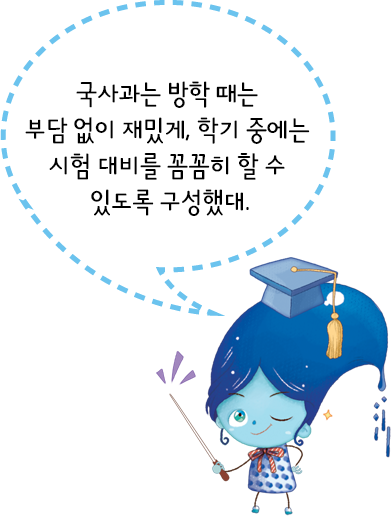 국사과는 방학 때는
부담 없이 재밌게, 학기 중에는
시험 대비를 꼼꼼히 할 수
있도록 구성했대.